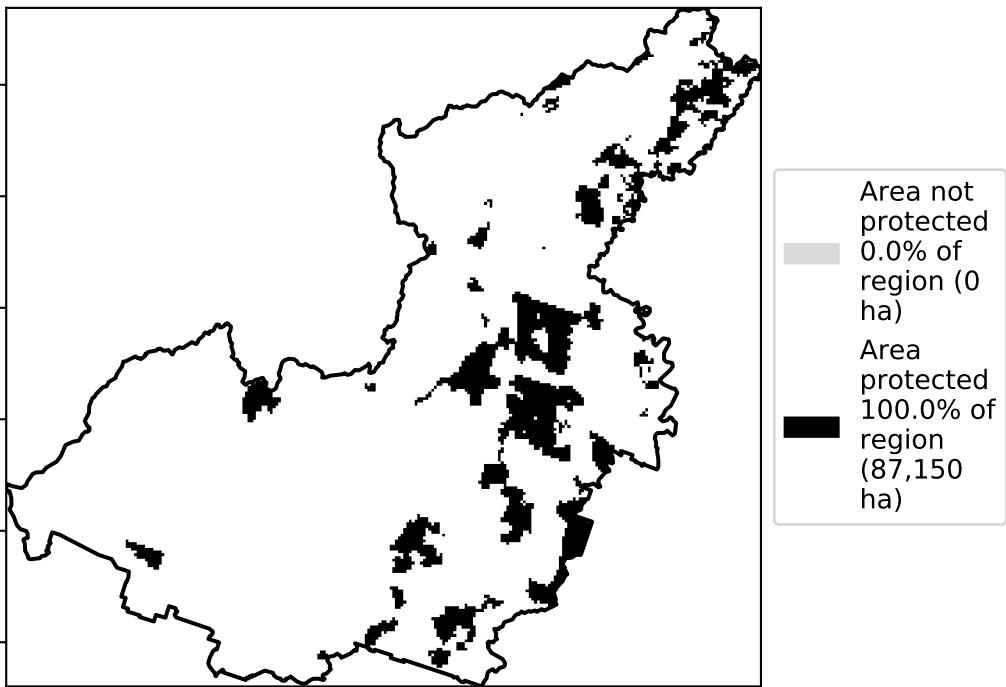 Area not
protected
0.0% of
region (0
ha)
Area
protected
100.0% of
region
(87,150
ha)